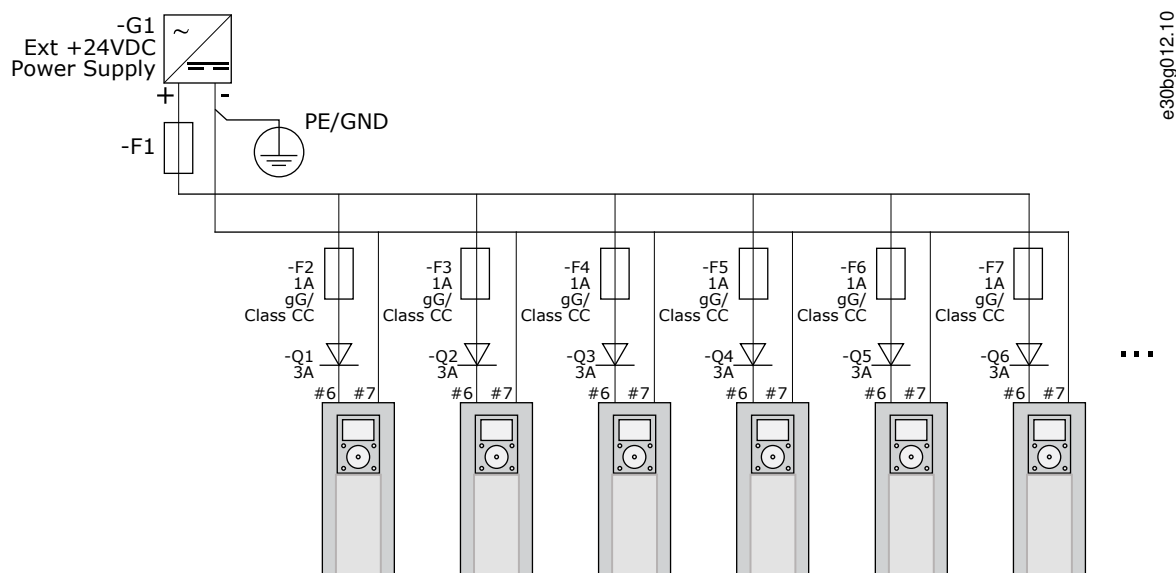 -G1
Ext +24VDC
Power Supply
~
+ -
PE/GND
-F1
-F2
1A
gG/
Class CC
-F3
1A
gG/
Class CC
-F4
1A
gG/
Class CC
-F5
1A
gG/
Class CC
-F6
1A
gG/
Class CC
-F7
1A
gG/
Class CC
-Q1
3A
-Q2
3A
-Q3
3A
-Q4
3A
-Q5
3A
-Q6
3A
...
#6 #7
#6 #7
#6 #7
#6 #7
#6 #7
#6 #7
e30bg012.10